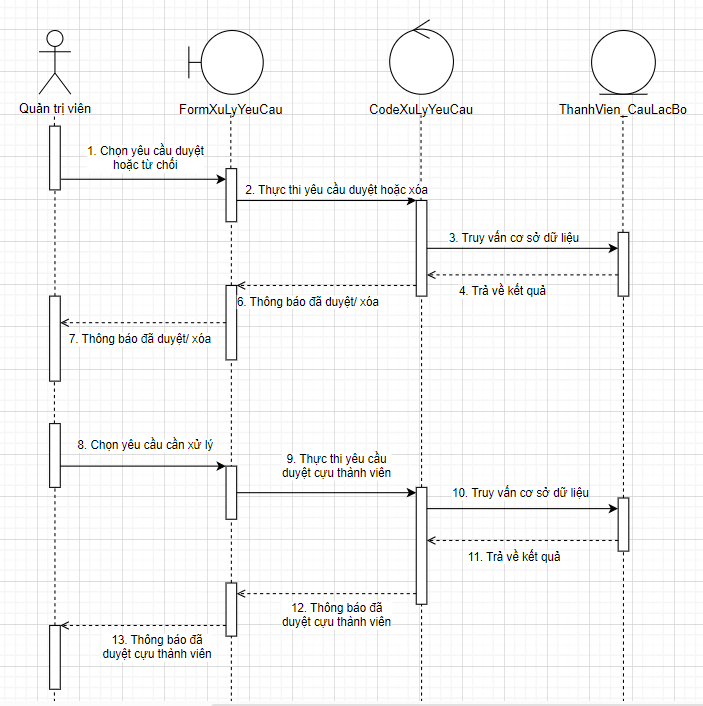 Quản trị viên
FormXuLyYeuCau
CodeXuLyYeuCau
ThanhVien_CauLacBo
1. Chọn yêu cầu duyệt
hoặc từ chối
2. Thực thi yêu cầu duyệt hoặc xóa
3. Truy vấn cơ sở dữ liệu
4. Trả về kết quả
6. Thông báo đã duyệt/ xóa
7. Thông báo đã duyệt/ xóa
8. Chọn yêu cầu cần xử lý
9. Thực thi yêu cầu
duyệt cựu thành viên
10. Truy vấn cơ sở dữ liệu
11. Trả về kết quả
12. Thông báo đã
duyệt cựu thành viên
13. Thông báo đã
duyệt cựu thành viên